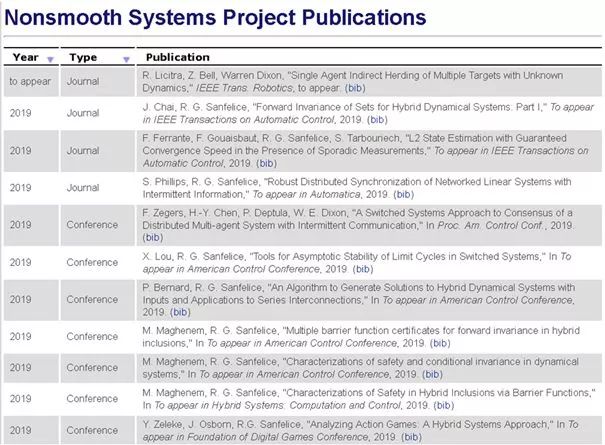 Nonsmooth Systems Project Publications
Year Type Publication
to appear Journal R. Licitra, Z. Bell, Warren Dixon, "Single Agent Indirect Herding of Multiple Targets with Unknown
Dynamics," IEEE Trans. Robotics, to appear. (bib)
2019 Journal J. Chai, R. G. Sanfelice, "Forward Invariance of Sets for Hybrid Dynamical Systems: Part I," To appear
in IEEE Transactions on Automatic Control, 2019. (bib)
2019 Journal F. Ferrante, F. Gouaisbaut, R. G. Sanfelice, S. Tarbouriech, "L2 State Estimation with Guaranteed
Convergence Speed in the Presence of Sporadic Measurements," To appear in IEEE Transactions on
Automatic Control, 2019. (bib)
2019 Journal S. Phillips, R. G. Sanfelice, "Robust Distributed Synchronization of Networked Linear Systems with
Intermittent Information," To appear in Automatica, 2019. (bib)
2019 Conference F. Zegers, H.-Y. Chen, P. Deptula, W. E. Dixon, "A Switched Systems Approach to Consensus of a
Distributed Multi-agent System with Intermittent Communication," In Proc. Am. Control Conf., 2019.
(bib)
2019 Conference X. Lou, R. G. Sanfelice, "Tools for Asymptotic Stability of Limit Cycles in Switched Systems," In To
appear in American Control Conference, 2019. (bib)
2019 Conference P. Bernard, R. G. Sanfelice, "An Algorithm to Generate Solutions to Hybrid Dynamical Systems with
Inputs and Applications to Series Interconnections," In To appear in American Control Conference,
2019. (bib)
2019 Conference M. Maghenem, R. G. Sanfelice, "Multiple barrier function certificates for forward invariance in hybrid
inclusions," In To appear in American Control Conference, 2019. (bib)
2019 Conference M. Maghenem, R. G. Sanfelice, "Characterizations of safety and conditional invariance in dynamical
systems," In To appear in American Control Conference, 2019. (bib)
2019 Conference M. Maghenem, R. G. Sanfelice, "Characterizations of Safety in Hybrid Inclusions via Barrier Functions,"
In To appear in Hybrid Systems: Computation and Control, 2019. (bib)
2019 Conference Y. Zeleke, J. Osborn, R.G. Sanfelice, "Analyzing Action Games: A Hybrid Systems Approach," In To
appear in Foundation of Digital Games Conference, 2019. (bib)